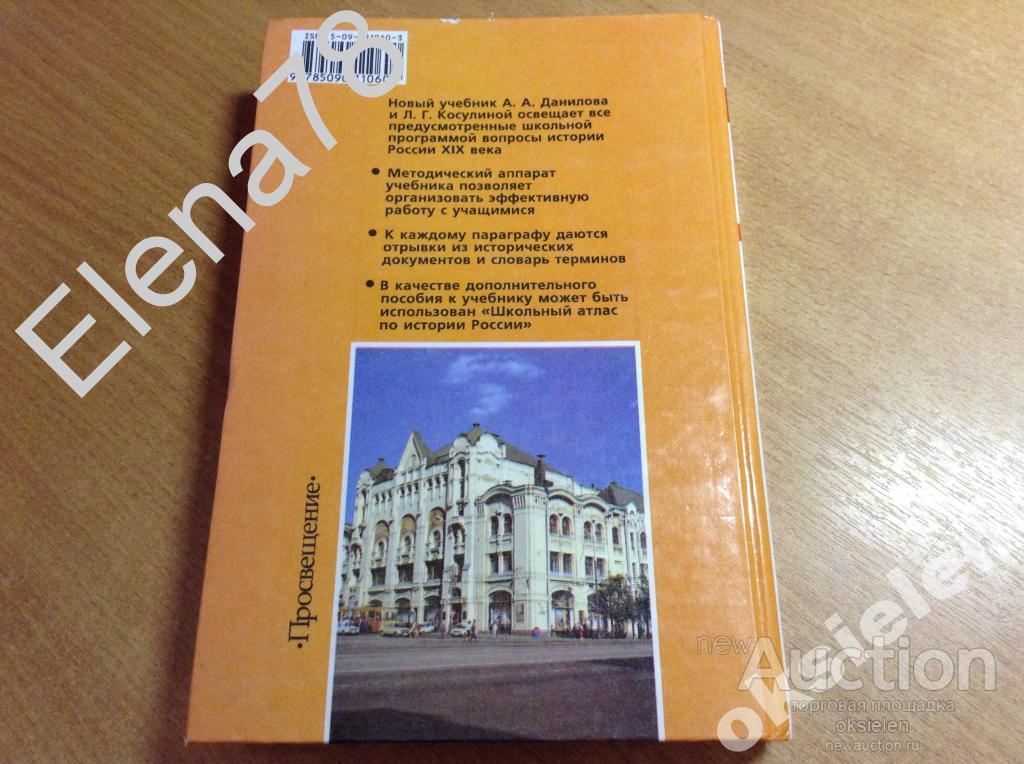 Новый учебник А. А. Данилова
и Л. Г. Косулиной освещает все
предусмотренные школьной
программой вопросы истории
России XIX века
• Методический аппарат
учебника позволяет
организовать эффективную
работу с учащимися
• К каждому параграфу даются
отрывки из исторических
документов и словарь терминов
• В качестве дополнительного
пособия к учебнику может быть
использован «Школьный атлас
по истории России»
•Просвещение•
Elena78
oksielen
newAuction
торговая площадка
oksielen
newauction.ru